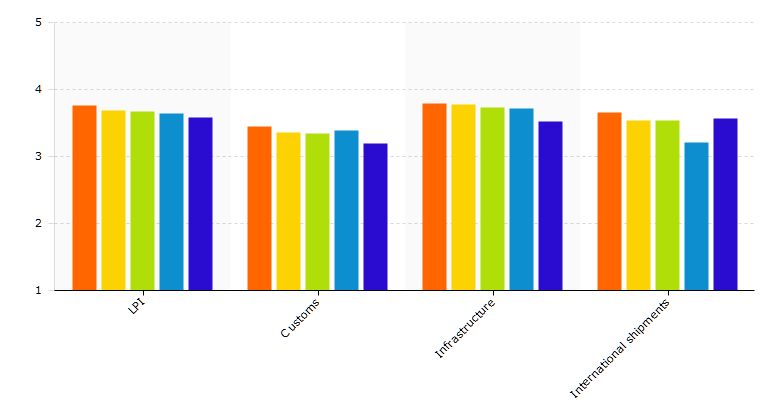 5
4
3
2
1
LPI
Customs
Infrastructure
International shipments